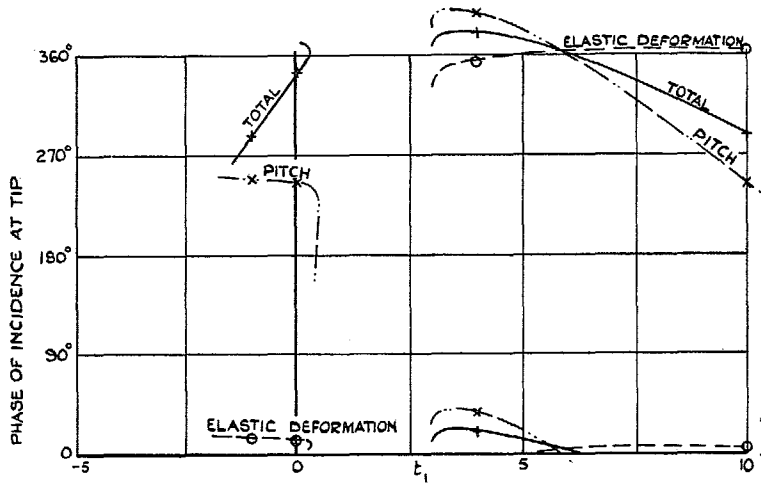 360°
270°
180°
90°
0
PHASE OF INCIDENCE AT TIP.
TOTAL
PITCH
ELASTIC DEFORMATION
ELASTIC DEFORMATION
TOTAL
PITCH
-5
0
t₁
5
10